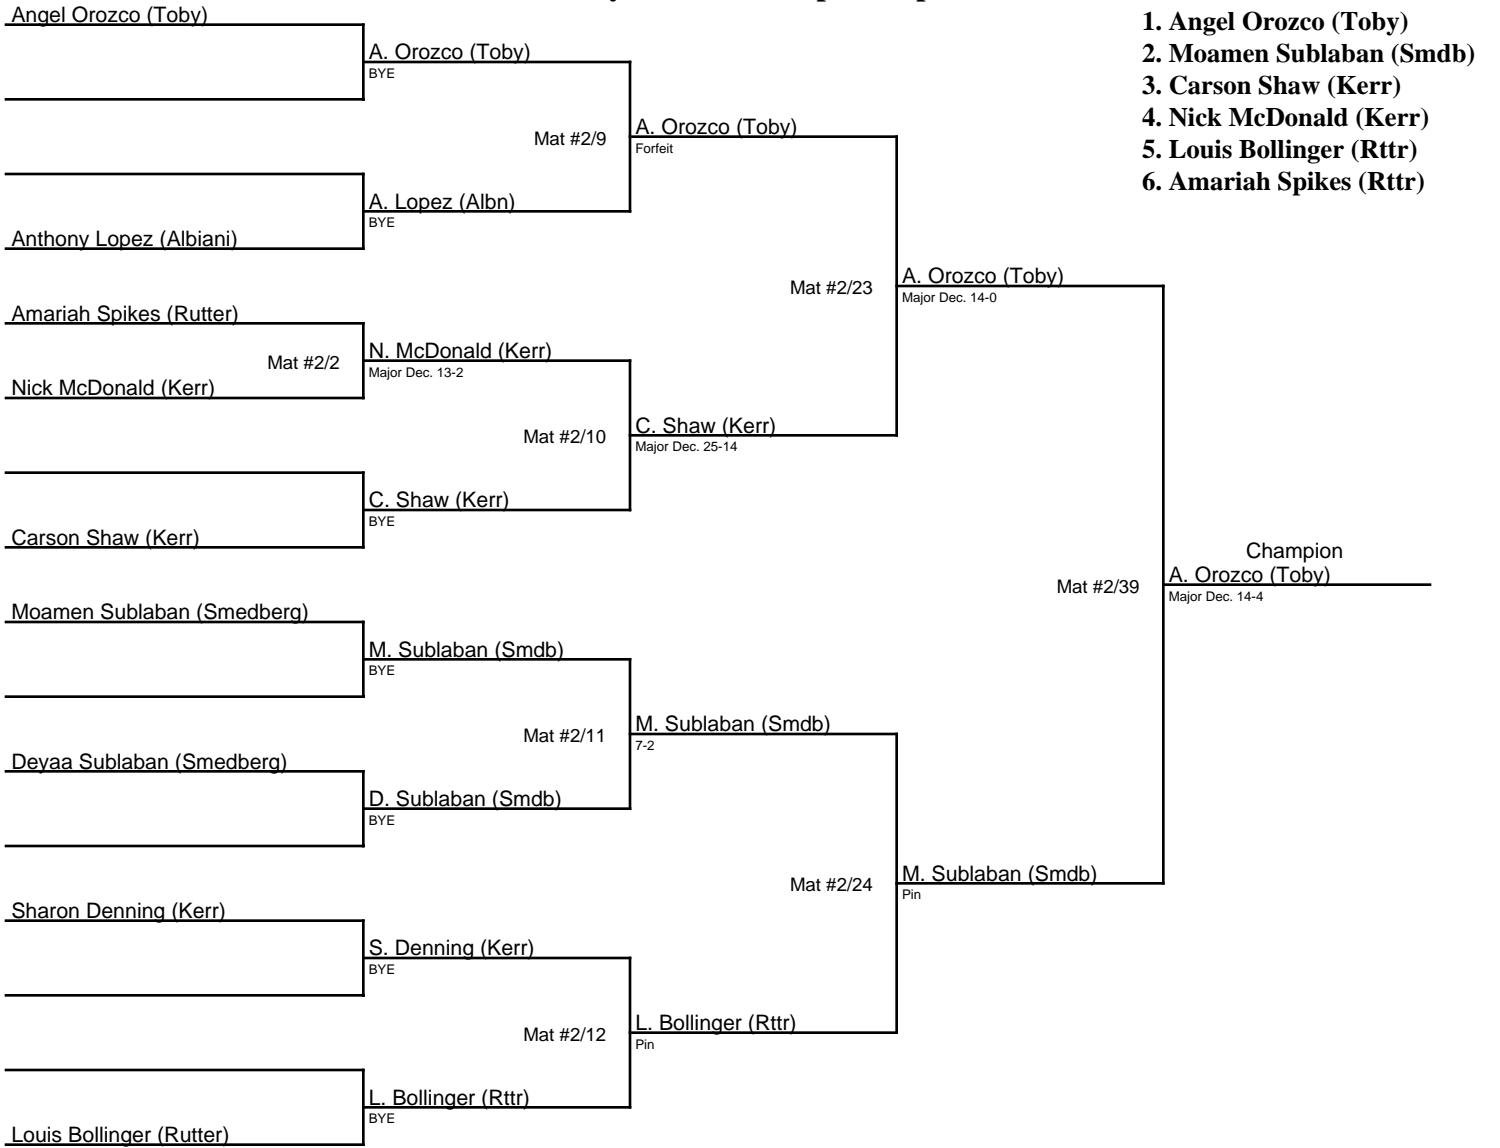 Angel Orozco (Toby)
A. Orozco (Toby)
BYE
Mat #2/9
A. Orozco (Toby)
Forfeit
A. Lopez (Albn)
BYE
Anthony Lopez (Albiani)
Mat #2/23
A. Orozco (Toby)
Major Dec. 14-0
Amariah Spikes (Rutter)
Mat #2/2
N. McDonald (Kerr)
Major Dec. 13-2
Nick McDonald (Kerr)
Mat #2/10
C. Shaw (Kerr)
Major Dec. 25-14
C. Shaw (Kerr)
BYE
Carson Shaw (Kerr)
Mat #2/39
Champion
A. Orozco (Toby)
Major Dec. 14-4
Moamen Sublaban (Smedberg)
M. Sublaban (Smdb)
BYE
Mat #2/11
M. Sublaban (Smdb)
7-2
Deyaa Sublaban (Smedberg)
D. Sublaban (Smdb)
BYE
Mat #2/24
M. Sublaban (Smdb)
Pin
Sharon Denning (Kerr)
S. Denning (Kerr)
BYE
Mat #2/12
L. Bollinger (Rttr)
Pin
L. Bollinger (Rttr)
BYE
Louis Bollinger (Rutter)
1. Angel Orozco (Toby)
2. Moamen Sublaban (Smdb)
3. Carson Shaw (Kerr)
4. Nick McDonald (Kerr)
5. Louis Bollinger (Rttr)
6. Amariah Spikes (Rttr)